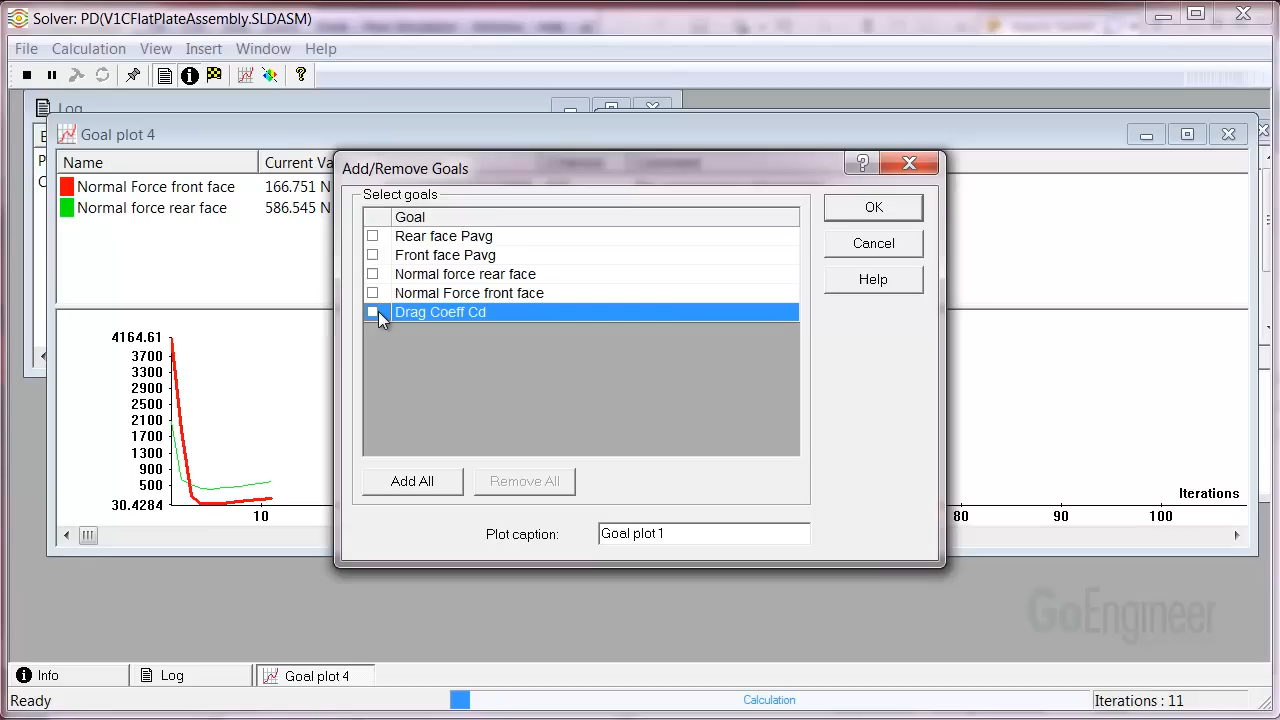 Solver: PD(V1CFlatPlateAssembly.SLDASM)
File Calculation View Insert Window Help
Log
Goal plot 4
Name Current Va
Normal Force front face 166.751 N
Normal force rear face 586.545 N
Add/Remove Goals
Select goals
Goal
Rear face Pavg
Front face Pavg
Normal force rear face
Normal Force front face
Drag Coeff Cd
OK
Cancel
Help
Add All Remove All
Plot caption: Goal plot 1
4164.61
3700
3300
2900
2500
2100
1700
1300
900
500
30.4284
Iterations
10 80 90 100
GoEngineer
Info Log Goal plot 4
Ready Calculation Iterations : 11